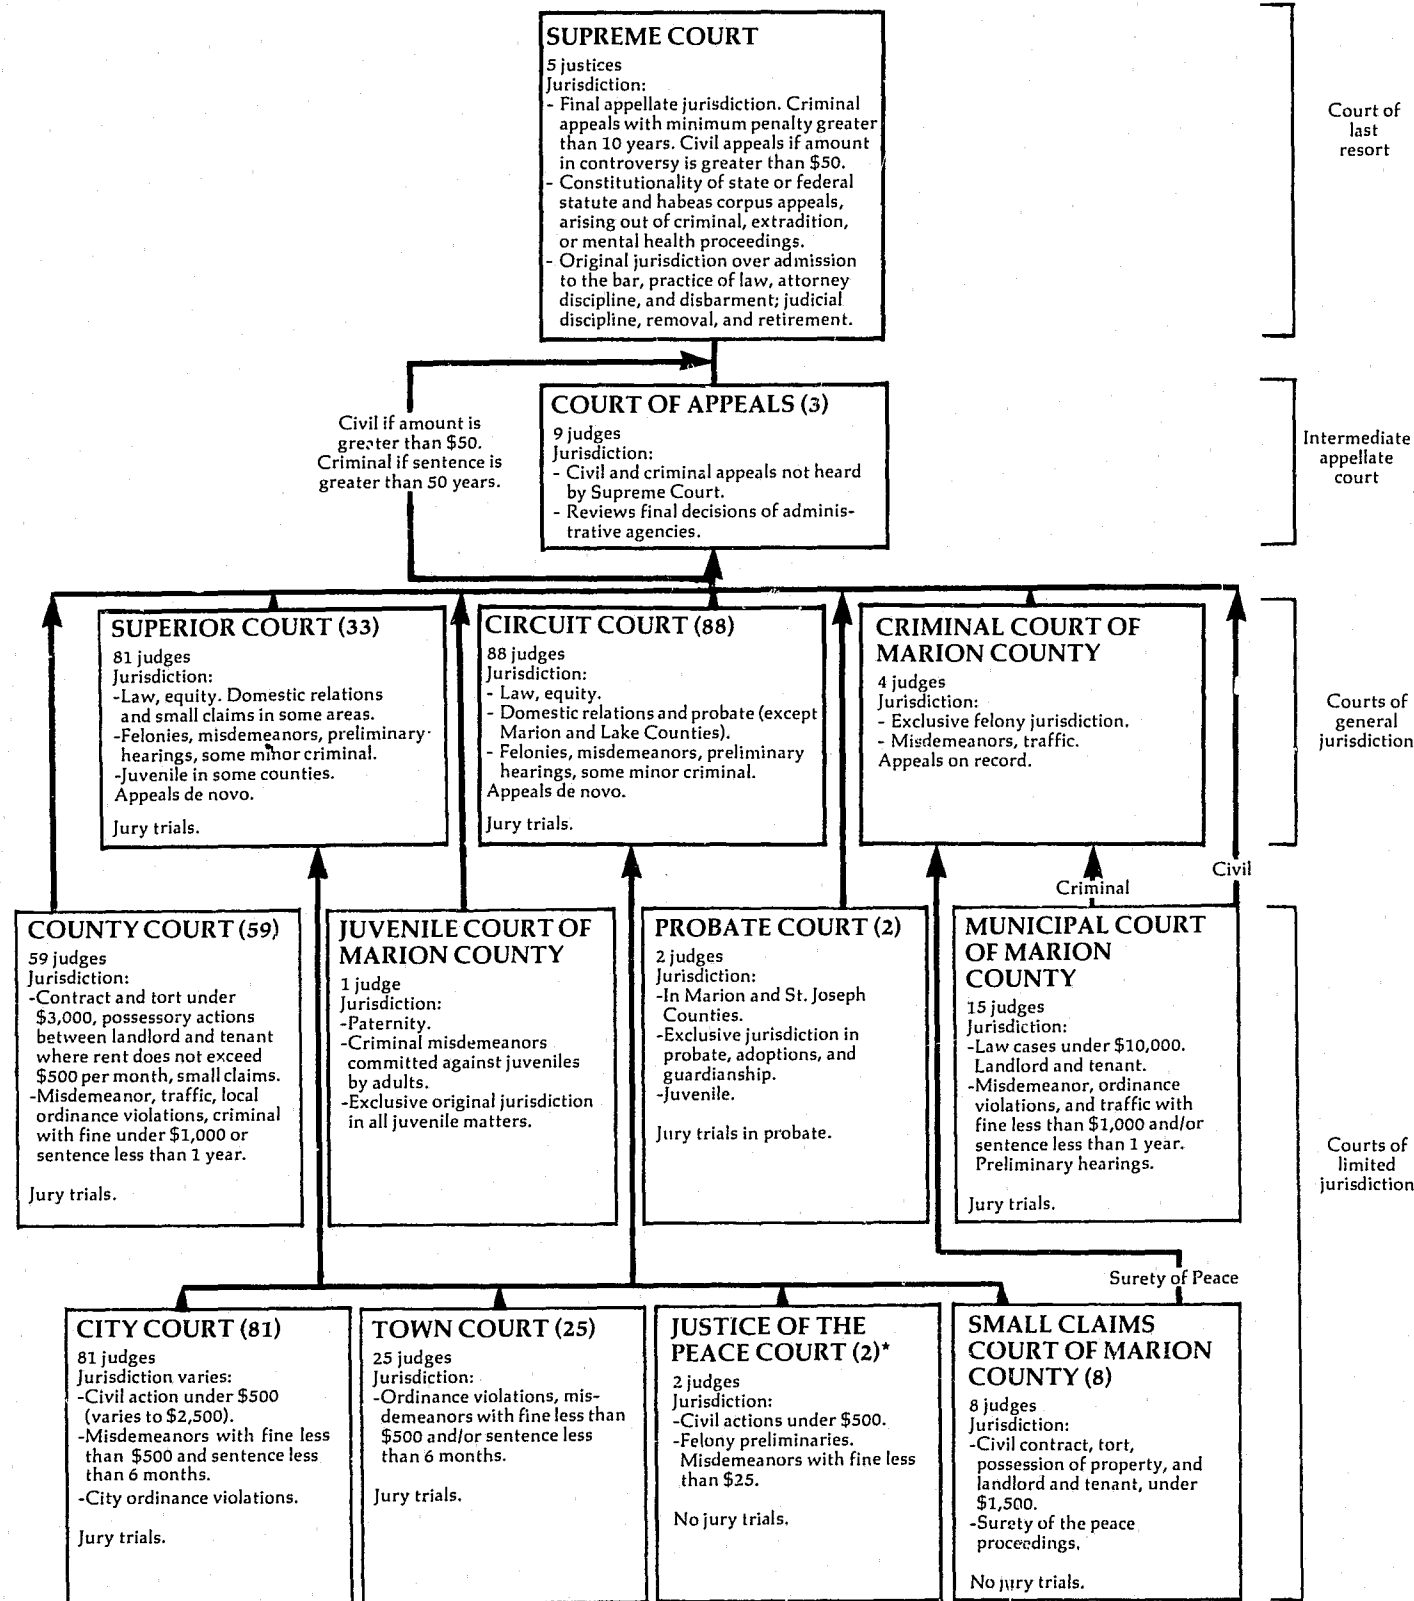 SUPREME COURT
5 justices
Jurisdiction:
- Final appellate jurisdiction. Criminal
appeals with minimum penalty greater
than 10 years. Civil appeals if amount
in controversy is greater than $50.
- Constitutionality of state or federal
statute and habeas corpus appeals,
arising out of criminal, extradition,
or mental health proceedings.
- Original jurisdiction over admission
to the bar, practice of law, attorney
discipline, and disbarment; judicial
discipline, removal, and retirement.
Court of
last
resort
Civil if amount is
greater than $50.
Criminal if sentence is
greater than 50 years.
COURT OF APPEALS (3)
9 judges
Jurisdiction:
- Civil and criminal appeals not heard
by Supreme Court.
- Reviews final decisions of adminis-
trative agencies.
Intermediate
appellate
court
SUPERIOR COURT (33)
81 judges
Jurisdiction:
-Law, equity. Domestic relations
and small claims in some areas.
-Felonies, misdemeanors, preliminary
hearings, some minor criminal.
-Juvenile in some counties.
Appeals de novo.
Jury trials.
CIRCUIT COURT (88)
88 judges
Jurisdiction:
- Law, equity.
- Domestic relations and probate (except
Marion and Lake Counties).
- Felonies, misdemeanors, preliminary
hearings, some minor criminal.
Appeals de novo.
Jury trials.
CRIMINAL COURT OF
MARION COUNTY
4 judges
Jurisdiction:
- Exclusive felony jurisdiction.
- Misdemeanors, traffic.
Appeals on record.
Courts of
general
jurisdiction
Criminal
Civil
COUNTY COURT (59)
59 judges
Jurisdiction:
-Contract and tort under
$3,000, possessory actions
between landlord and tenant
where rent does not exceed
$500 per month, small claims.
-Misdemeanor, traffic, local
ordinance violations, criminal
with fine under $1,000 or
sentence less than 1 year.
Jury trials.
JUVENILE COURT OF
MARION COUNTY
1 judge
Jurisdiction:
-Paternity.
-Criminal misdemeanors
committed against juveniles
by adults.
-Exclusive original jurisdiction
in all juvenile matters.
PROBATE COURT (2)
2 judges
Jurisdiction:
-In Marion and St. Joseph
Counties.
-Exclusive jurisdiction in
probate, adoptions, and
guardianship.
-Juvenile.
Jury trials in probate.
MUNICIPAL COURT
OF MARION
COUNTY
15 judges
Jurisdiction:
-Law cases under $10,000.
Landlord and tenant.
-Misdemeanor, ordinance
violations, and traffic with
fine less than $1,000 and/or
sentence less than 1 year.
Preliminary hearings.
Jury trials.
Courts of
limited
jurisdiction
Surety of Peace
CITY COURT (81)
81 judges
Jurisdiction varies:
-Civil action under $500
(varies to $2,500).
-Misdemeanors with fine less
than $500 and sentence less
than 6 months.
-City ordinance violations.
Jury trials.
TOWN COURT (25)
25 judges
Jurisdiction:
-Ordinance violations, mis-
demeanors with fine less than
$500 and/or sentence less
than 6 months.
Jury trials.
JUSTICE OF THE
PEACE COURT (2)*
2 judges
Jurisdiction:
-Civil actions under $500.
-Felony preliminaries.
Misdemeanors with fine less
than $25.
No jury trials.
SMALL CLAIMS
COURT OF MARION
COUNTY (8)
8 judges
Jurisdiction:
-Civil contract, tort,
possession of property, and
landlord and tenant, under
$1,500.
-Surety of the peace
proceedings.
No jury trials.